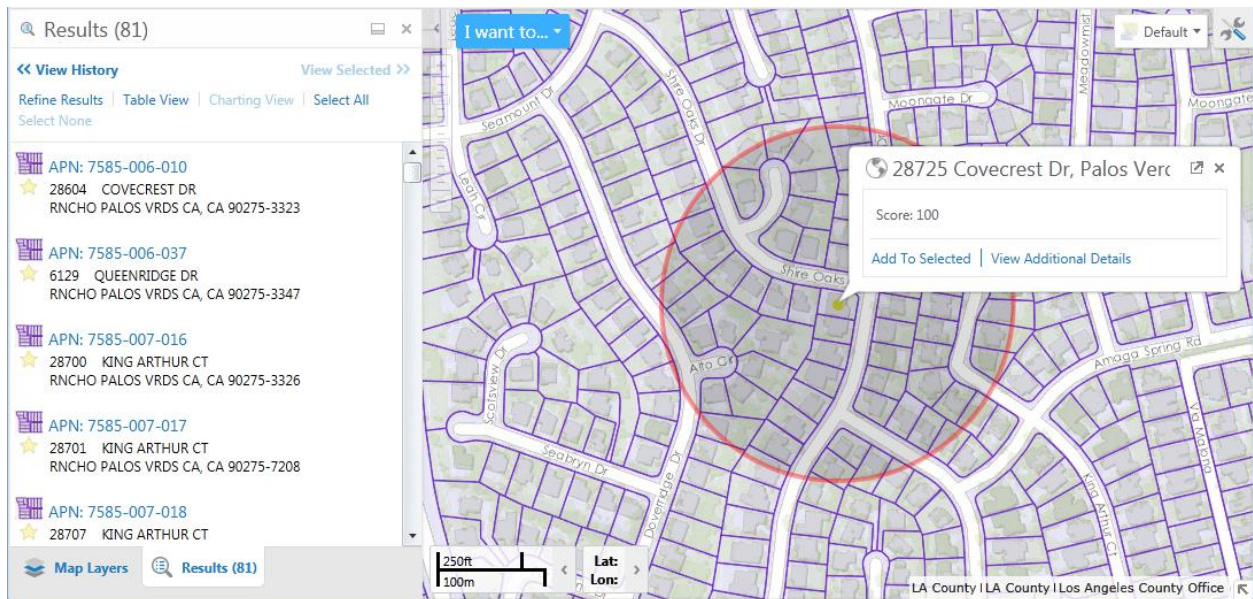 Results (81)
<< View History
View Selected >>
Refine Results | Table View | Charting View | Select All
Select None
APN: 7585-006-010
28604 COVECREST DR
RNCHO PALOS VRDS CA, CA 90275-3323
APN: 7585-006-037
6129 QUEENRIDGE DR
RNCHO PALOS VRDS CA, CA 90275-3347
APN: 7585-007-016
28700 KING ARTHUR CT
RNCHO PALOS VRDS CA, CA 90275-3326
APN: 7585-007-017
28701 KING ARTHUR CT
RNCHO PALOS VRDS CA, CA 90275-7208
APN: 7585-007-018
28707 KING ARTHUR CT
Map Layers
Results (81)
I want to...
Default
Meadowmist
Moongate Dr
Moongate
Shire Oaks Dr
Seamount Dr
Leah Cir
28725 Covecrest Dr, Palos Verc
Score: 100
Add To Selected | View Additional Details
Shire Oaks
Amaga Spring Rd
Alto Cir
Scotsview Dr
Seabryn Dr
Doverridge Dr
King Arthur Ct
250ft
100m
Lat:
Lon:
LA County | LA County | Los Angeles County Office